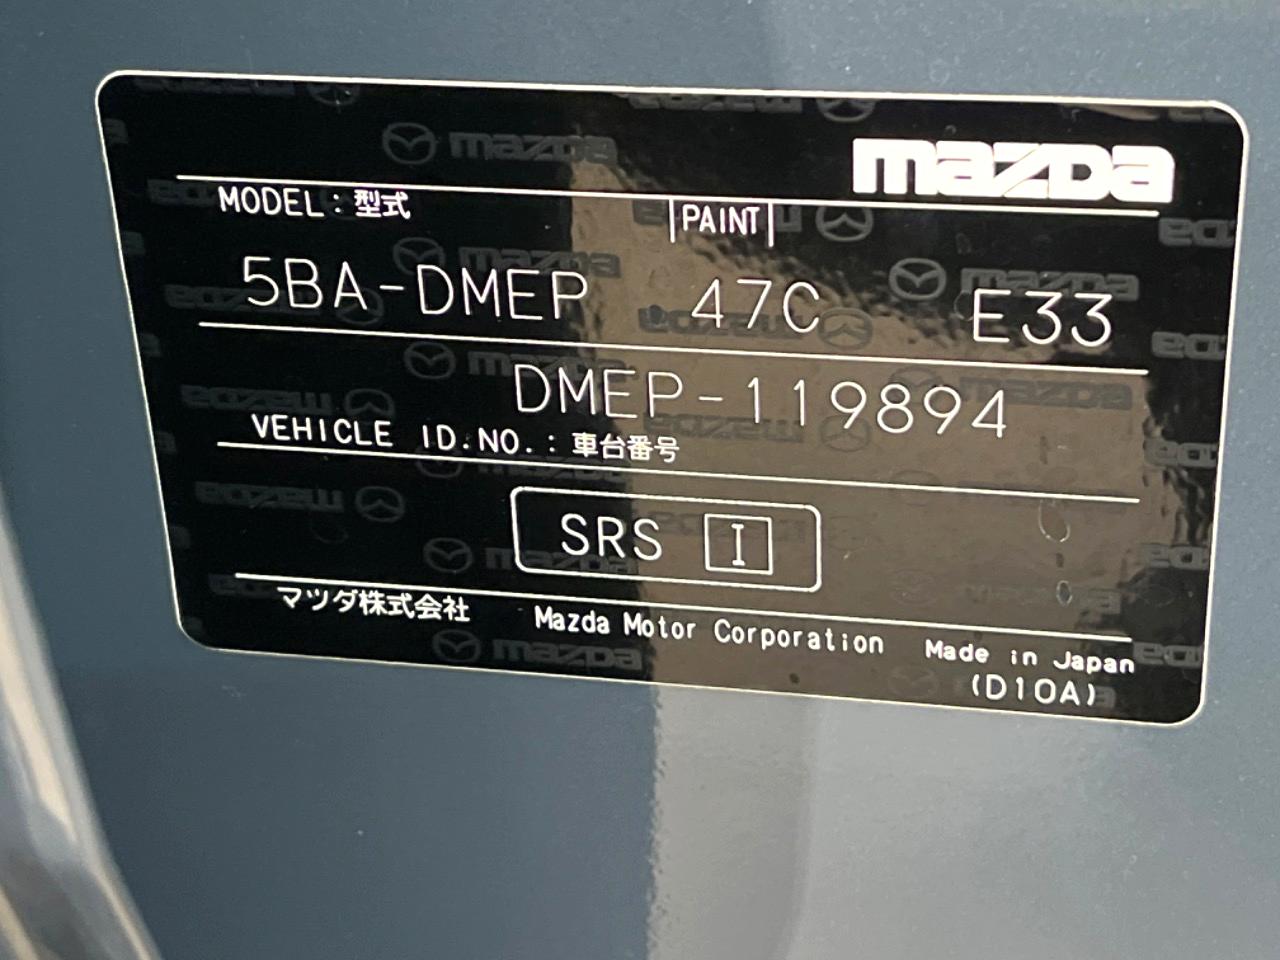 mazda
MODEL：型式 PAINT
5BA-DMEP 47C E33
DMEP-119894
VEHICLE ID.NO.：車台番号
SRS I
マツダ株式会社 Mazda Motor Corporation Made in Japan
(D10A)